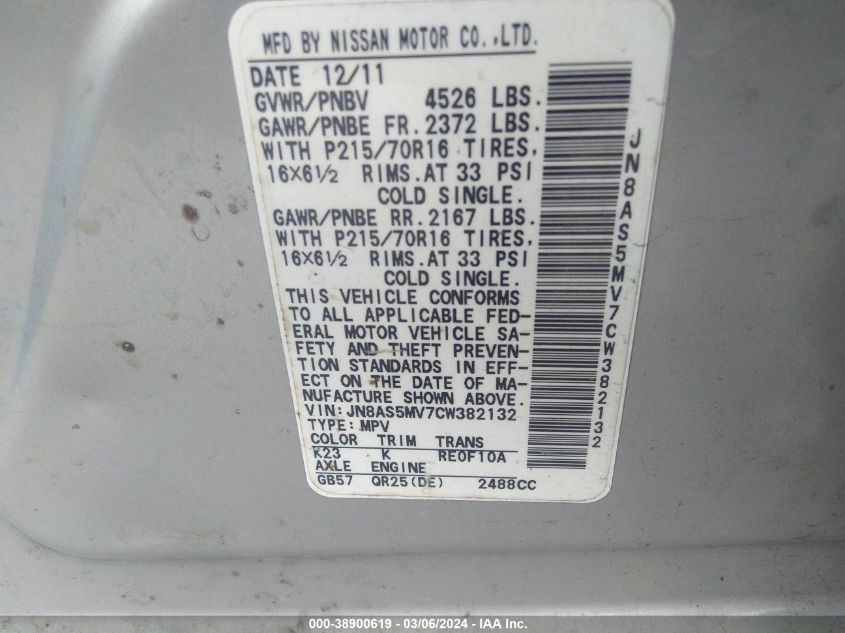 MFD BY NISSAN MOTOR CO.,LTD.
DATE 12/11
GVWR/PNBV 4526 LBS.
GAWR/PNBE FR. 2372 LBS.
WITH P215/70R16 TIRES,
16X6½ RIMS. AT 33 PSI
COLD SINGLE.
GAWR/PNBE RR. 2167 LBS.
WITH P215/70R16 TIRES,
16X6½ RIMS. AT 33 PSI
COLD SINGLE.
THIS VEHICLE CONFORMS
TO ALL APPLICABLE FED-
ERAL MOTOR VEHICLE SA-
FETY AND THEFT PREVEN-
TION STANDARDS IN EFF-
ECT ON THE DATE OF MA-
NUFACTURE SHOWN ABOVE.
VIN: JN8AS5MV7CW382132
TYPE: MPV
COLOR TRIM TRANS
K23 K RE0F10A
AXLE ENGINE
GB57 QR25(DE) 2488CC
JN8AS5MV7CW382132
000-38900619 - 03/06/2024 - IAA Inc.